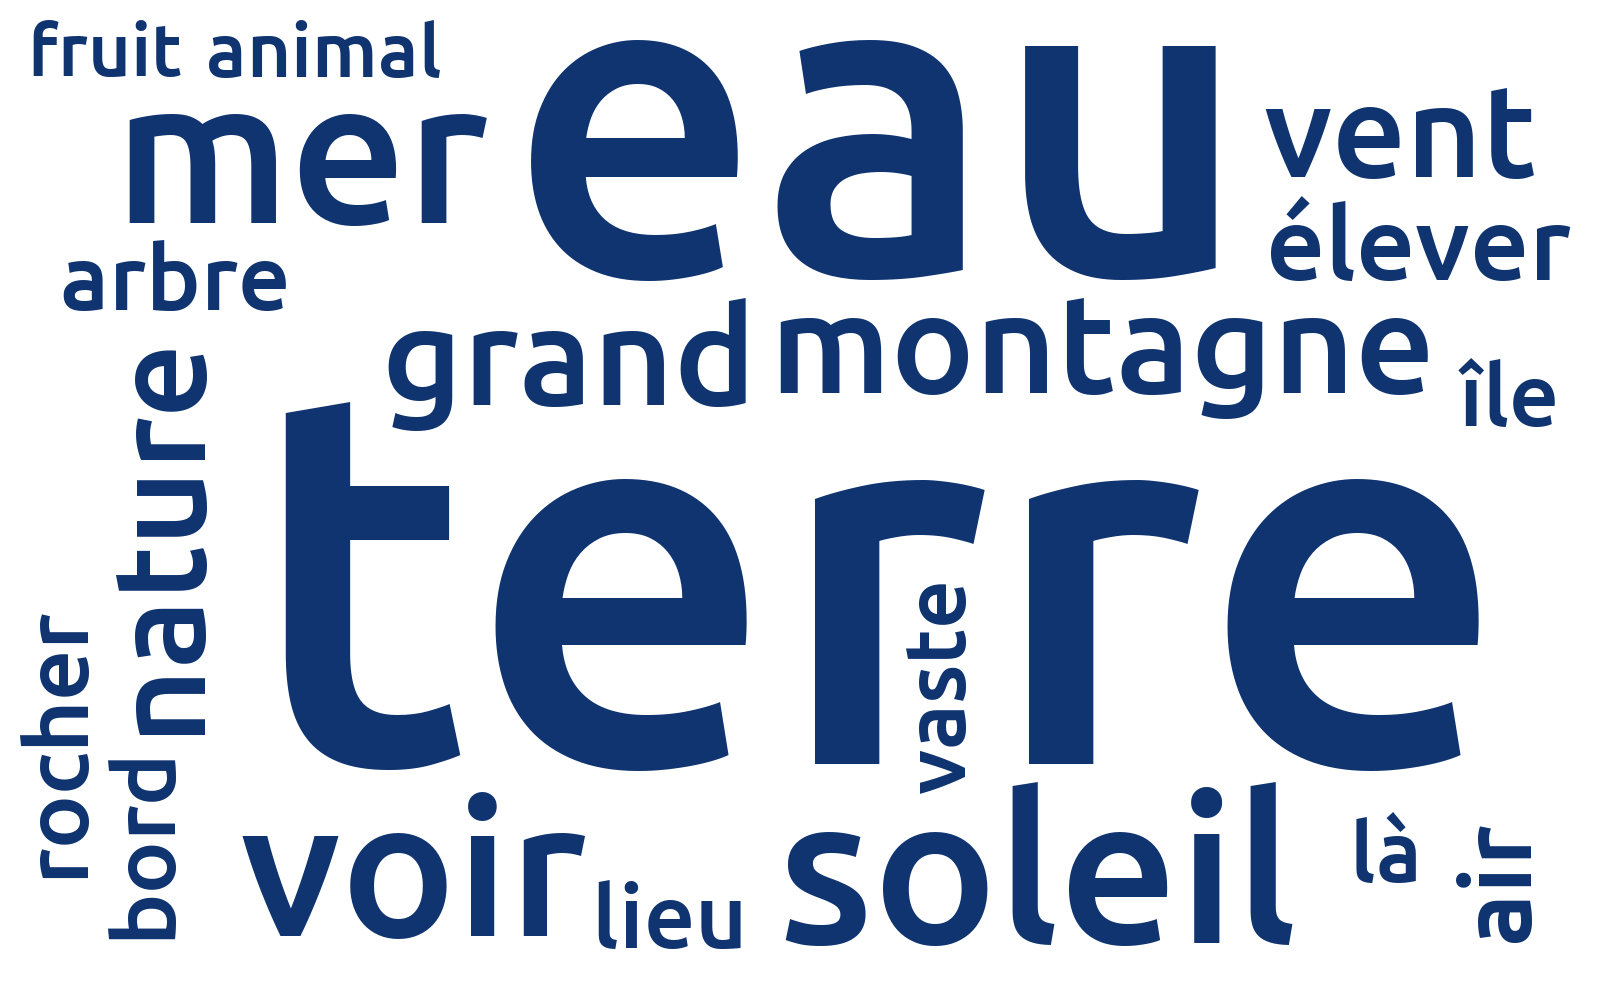 fruit animal
mer
eau
vent
élever
arbre
grand
montagne
île
nature
terre
vaste
rocher
bord
voir
lieu
soleil
là
air